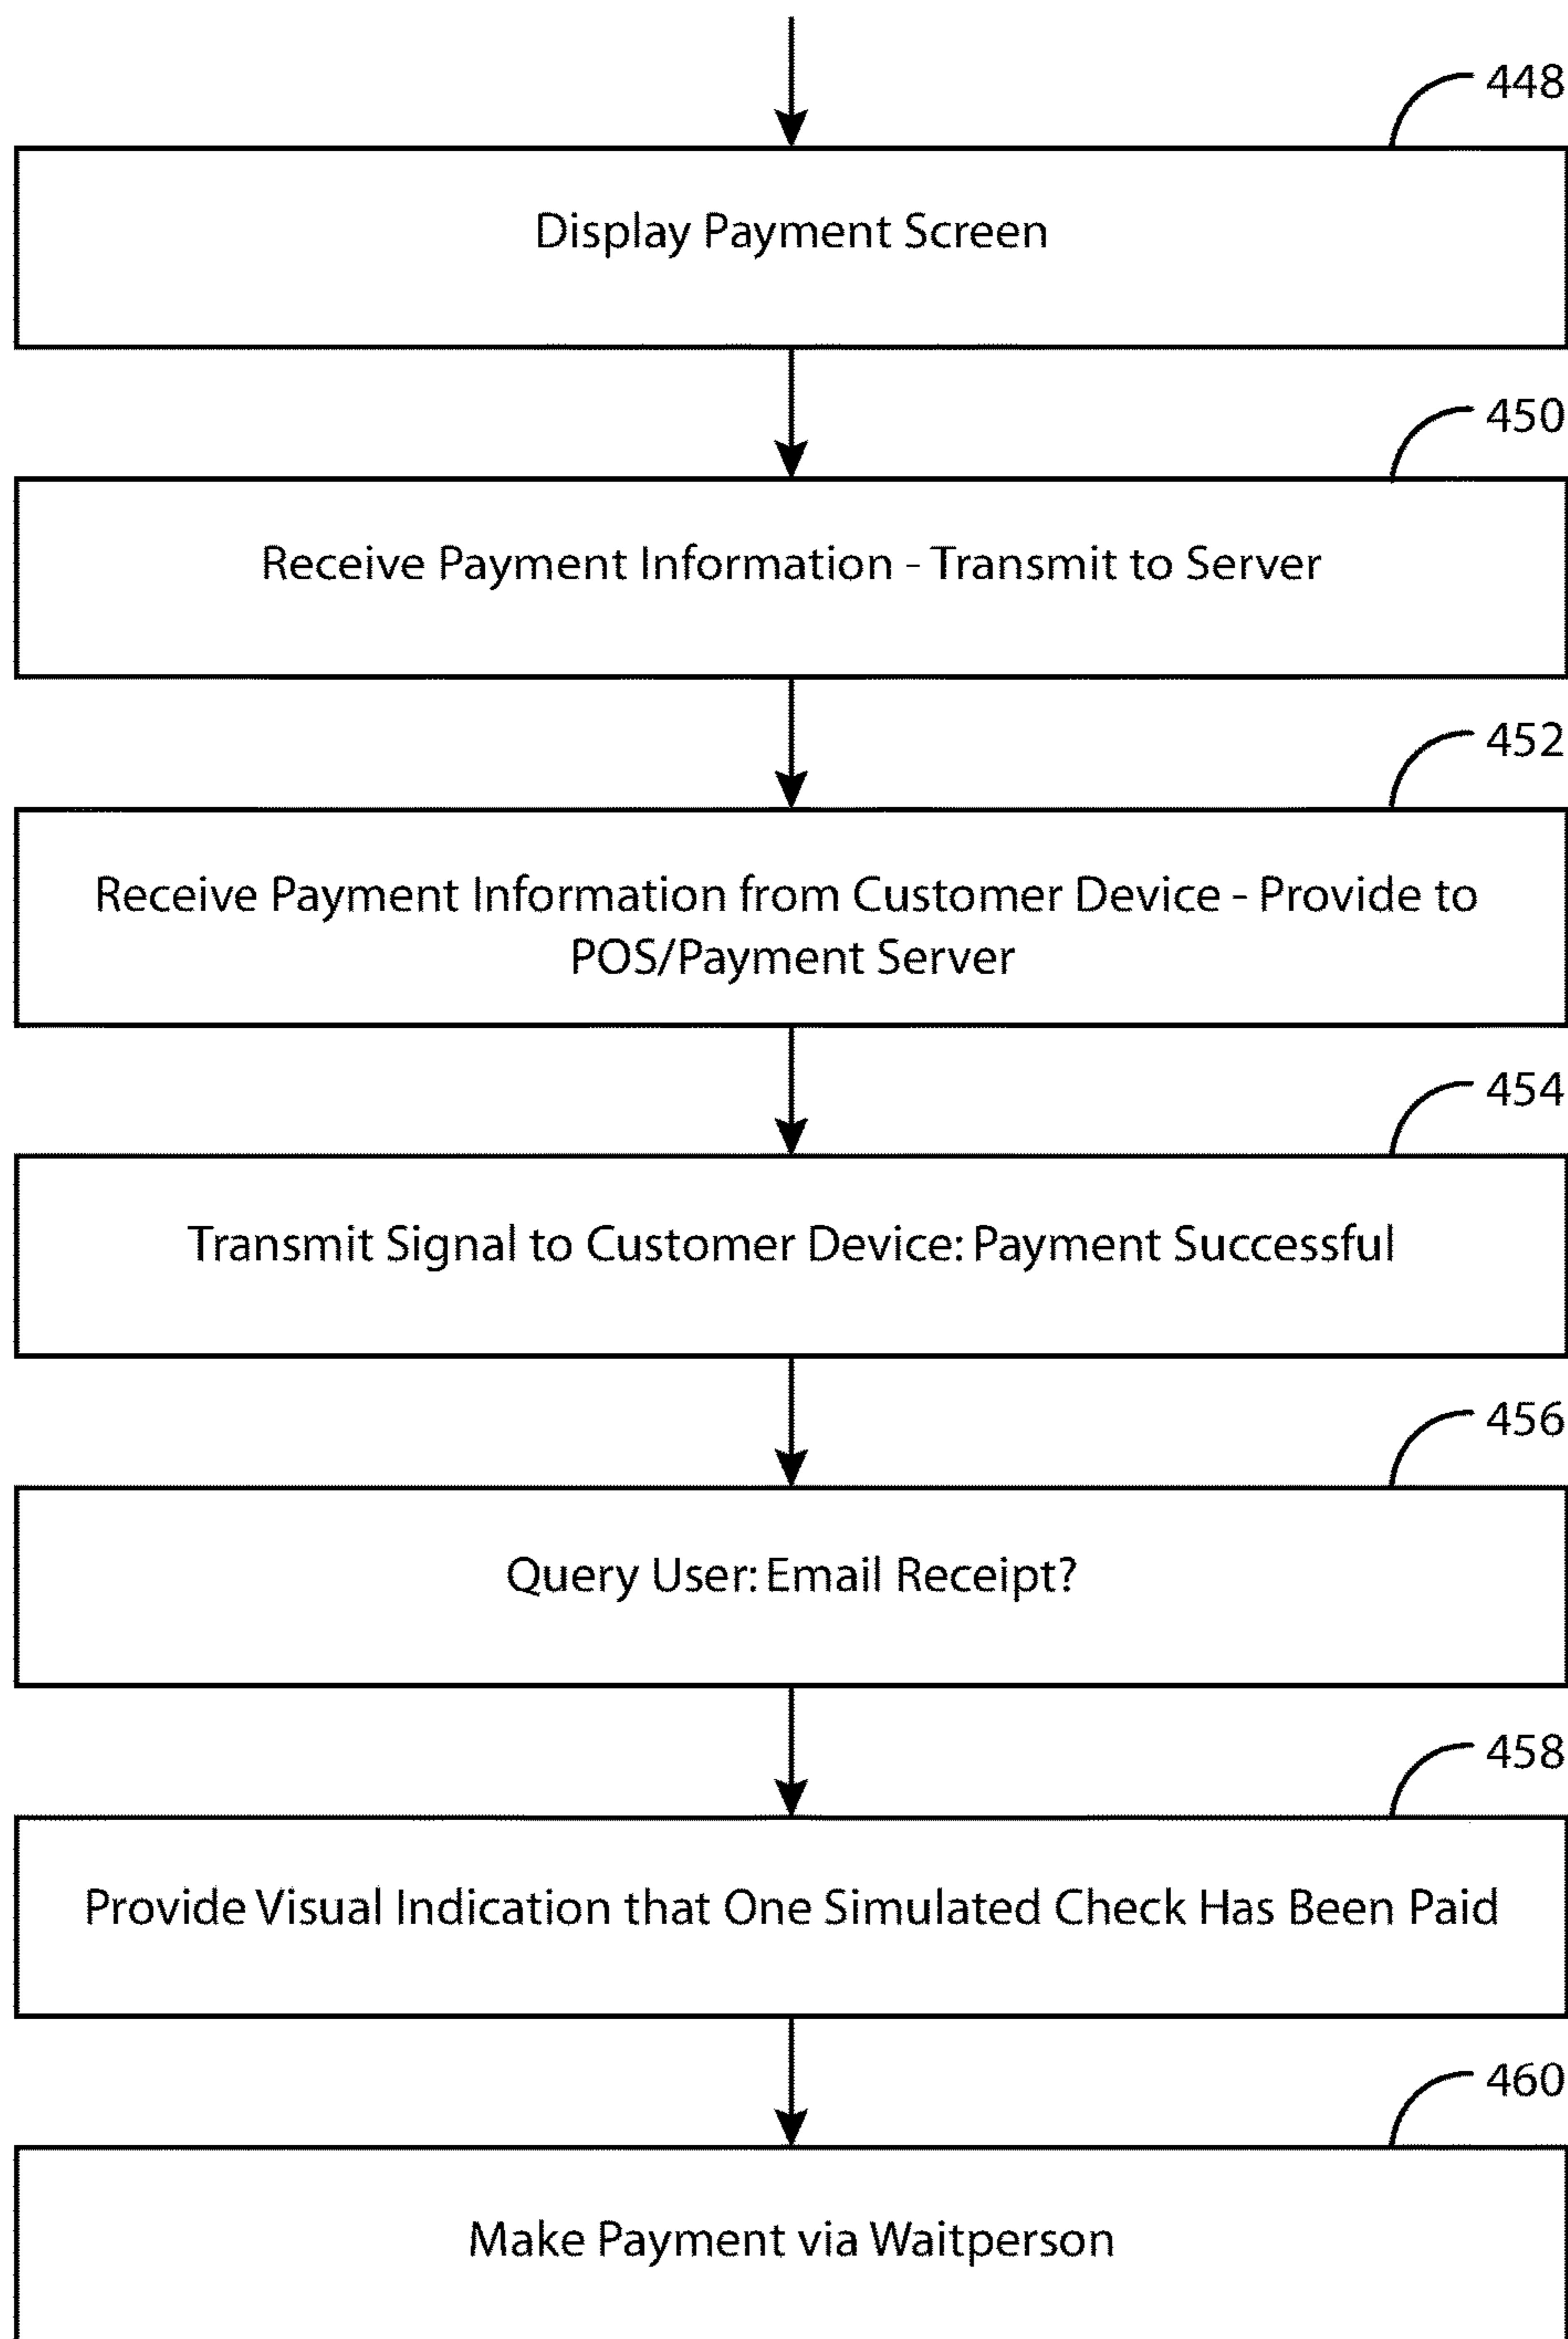 448
Display Payment Screen
450
Receive Payment Information - Transmit to Server
452
Receive Payment Information from Customer Device - Provide to
POS/Payment Server
454
Transmit Signal to Customer Device: Payment Successful
456
Query User: Email Receipt?
458
Provide Visual Indication that One Simulated Check Has Been Paid
460
Make Payment via Waitperson